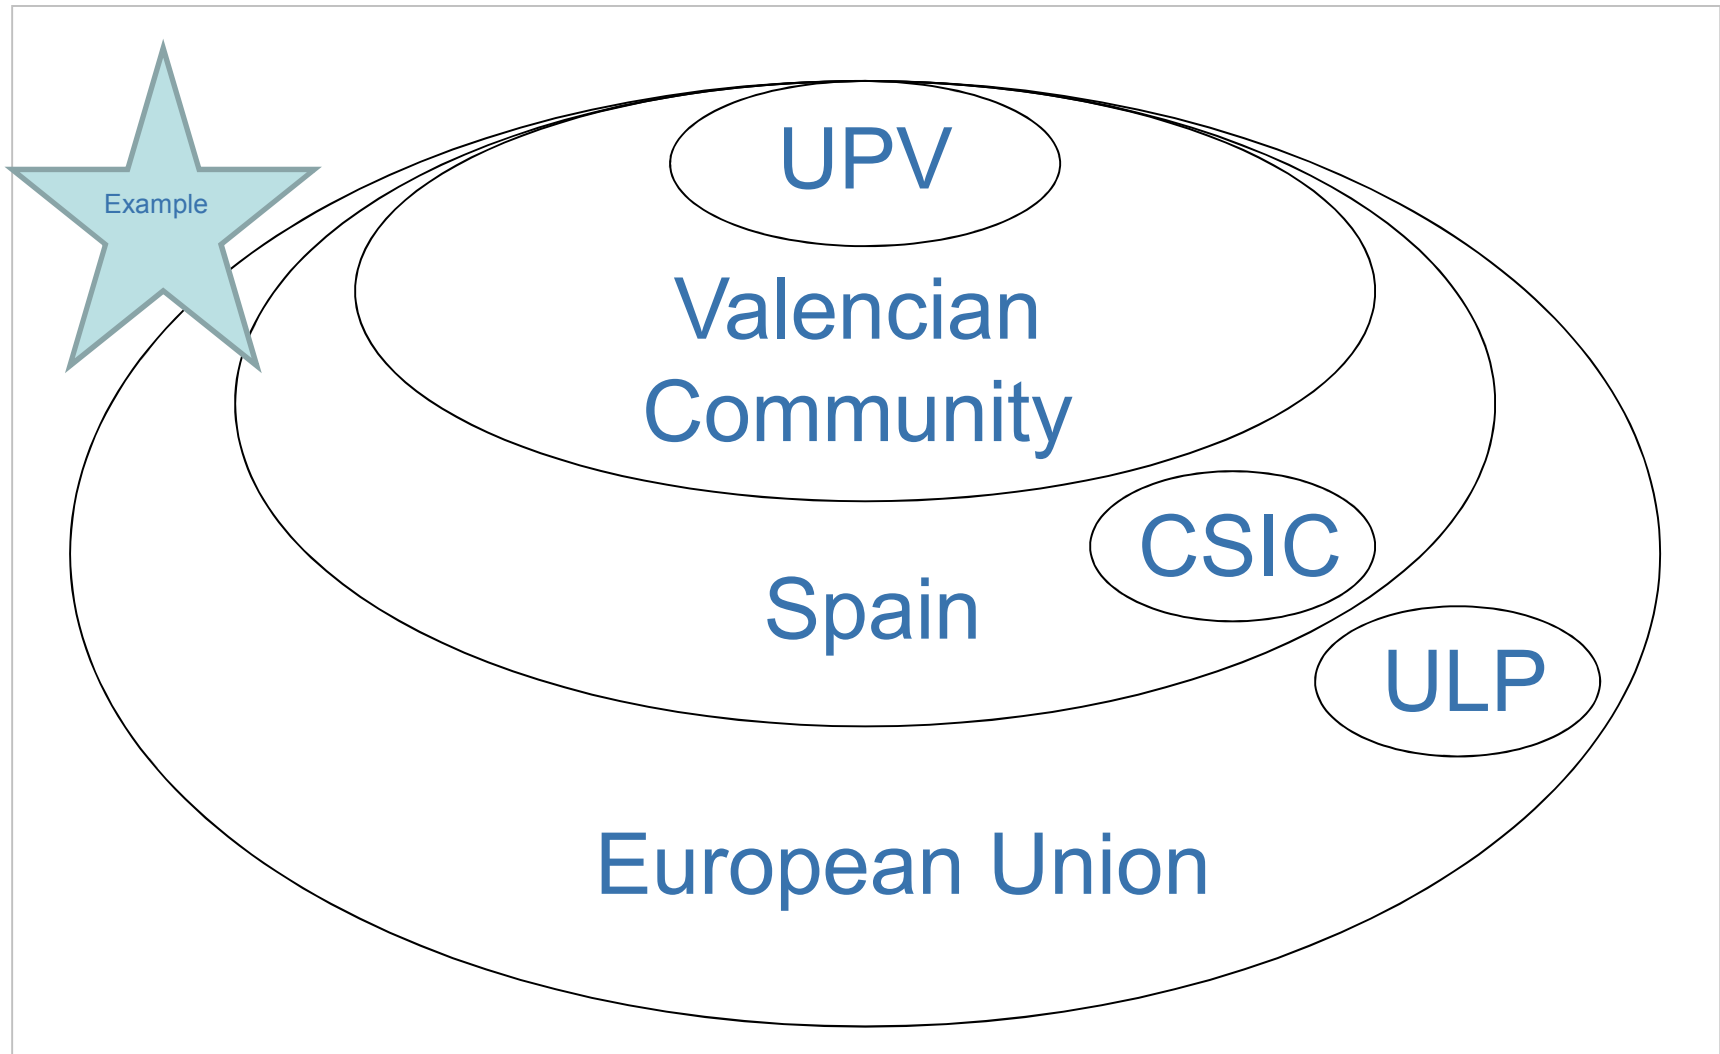 UPV
Example
Valencian
Community
CSIC
Spain
ULP
European Union